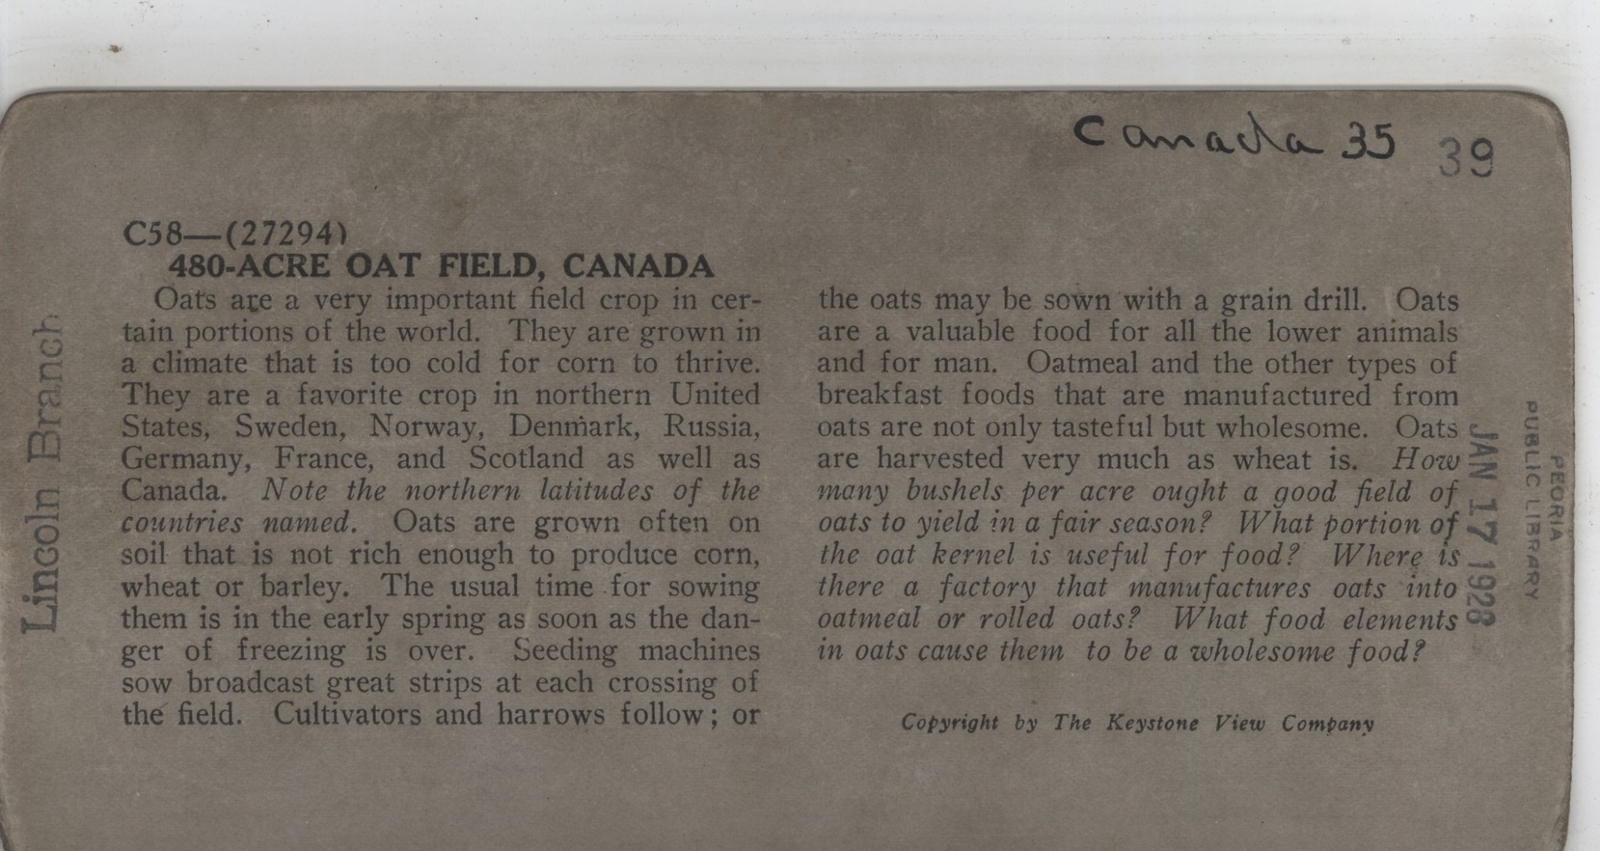 Canada 35 39
C58—(27294)
480-ACRE OAT FIELD, CANADA
Oats are a very important field crop in cer-
tain portions of the world. They are grown in
a climate that is too cold for corn to thrive.
They are a favorite crop in northern United
States, Sweden, Norway, Denmark, Russia,
Germany, France, and Scotland as well as
Canada. Note the northern latitudes of the
countries named. Oats are grown often on
soil that is not rich enough to produce corn,
wheat or barley. The usual time for sowing
them is in the early spring as soon as the dan-
ger of freezing is over. Seeding machines
sow broadcast great strips at each crossing of
the field. Cultivators and harrows follow; or
the oats may be sown with a grain drill. Oats
are a valuable food for all the lower animals
and for man. Oatmeal and the other types of
breakfast foods that are manufactured from
oats are not only tasteful but wholesome. Oats
are harvested very much as wheat is. How
many bushels per acre ought a good field of
oats to yield in a fair season? What portion of
the oat kernel is useful for food? Where is
there a factory that manufactures oats into
oatmeal or rolled oats? What food elements
in oats cause them to be a wholesome food?
Copyright by The Keystone View Company
Lincoln Branch
JAN 17 1928
PEORIA
PUBLIC LIBRARY